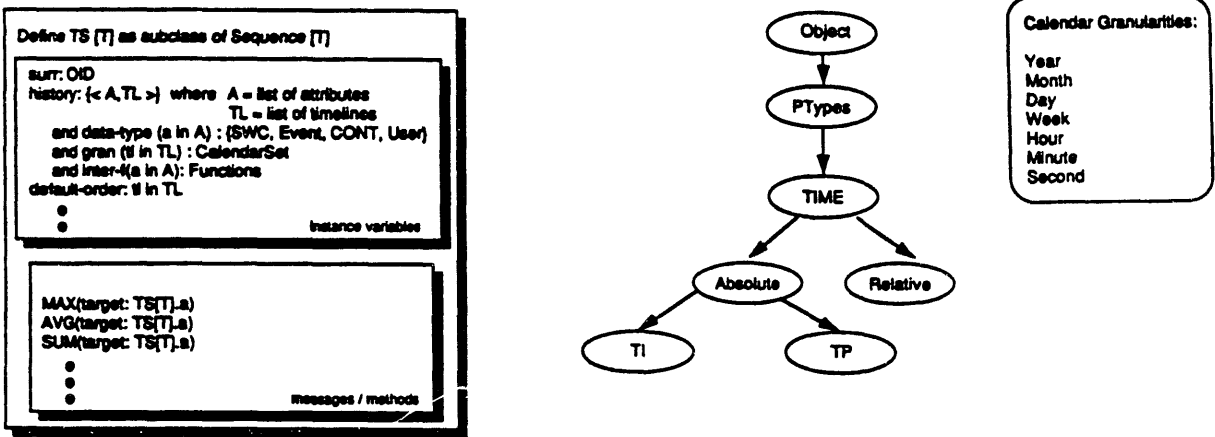 Define TS [T] as subclass of Sequence [T]
surr: OID
history: {< A,TL >} where A = list of attributes
TL = list of timelines
and data-type (a in A) : {SWC, Event, CONT, User}
and gran (tl in TL) : CalendarSet
and inter-f(a in A): Functions
default-order: tl in TL
instance variables
MAX(target: TS[T].a)
AVG(target: TS[T].a)
SUM(target: TS[T].a)
messages / methods
Object
PTypes
TIME
Absolute
Relative
TI
TP
Calendar Granularities:
Year
Month
Day
Week
Hour
Minute
Second